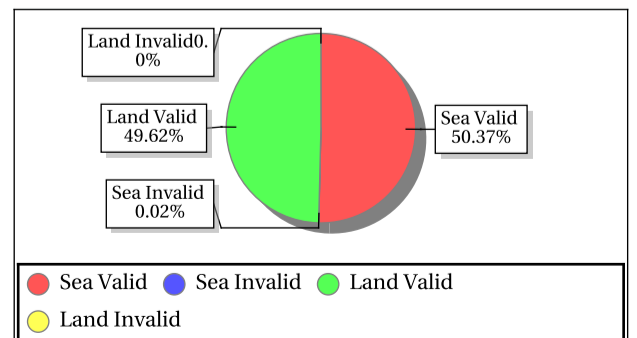 Land Invalid0.
0%
Land Valid
49.62%
Sea Valid
50.37%
Sea Invalid
0.02%
Sea Valid Sea Invalid Land Valid
Land Invalid